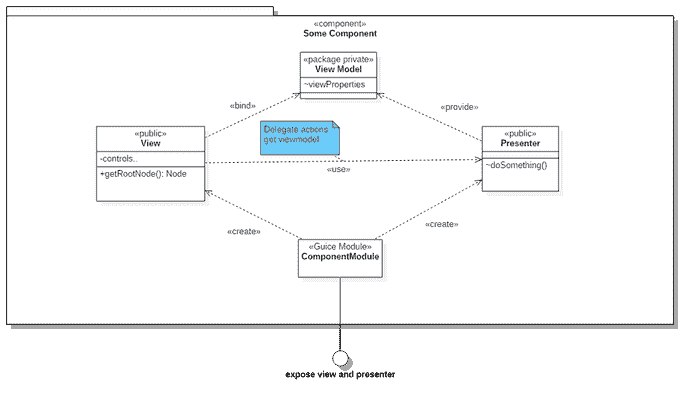 «component»
Some Component
«package private»
View Model
~viewProperties
«bind»
«provide»
Delegate actions
get viewmodel
«public»
View
-controls..
+getRootNode(): Node
«public»
Presenter
~doSomething()
«use»
«create»
«create»
«Guice Module»
ComponentModule
expose view and presenter